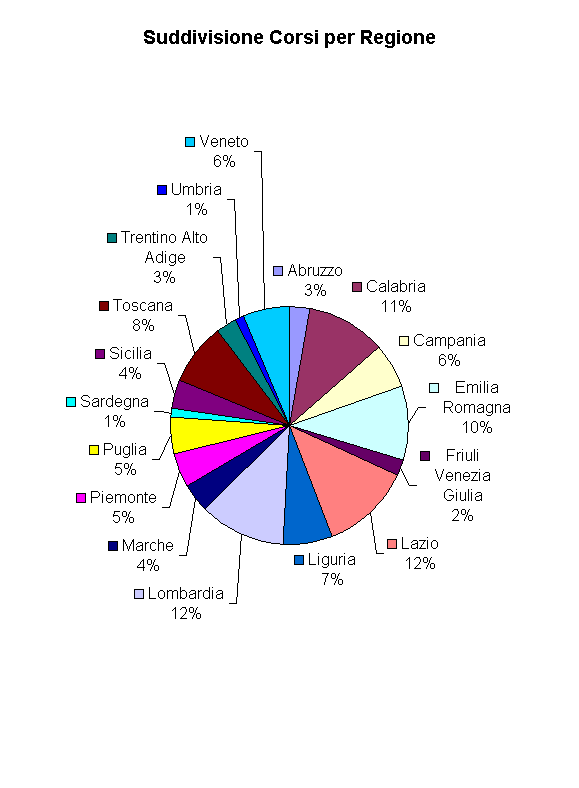 Suddivisione Corsi per Regione
Veneto
6%
Umbria
1%
Trentino Alto
Adige
3%
Abruzzo
3%
Calabria
11%
Toscana
8%
Campania
6%
Sicilia
4%
Emilia
Romagna
10%
Sardegna
1%
Puglia
5%
Friuli
Venezia
Giulia
2%
Piemonte
5%
Marche
4%
Lazio
12%
Liguria
7%
Lombardia
12%